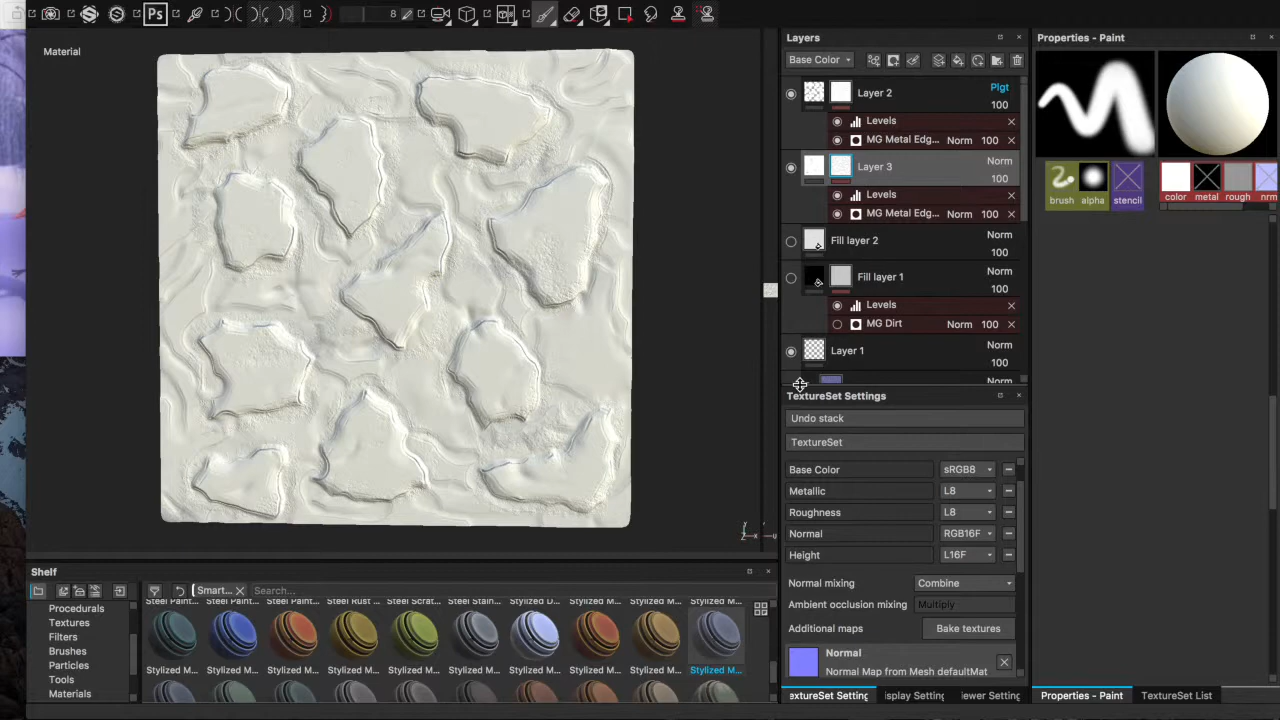 Ps
8
Material
Layers
Base Color
Layer 2
Plgt
100
Levels
MG Metal Edg... Norm 100
Layer 3
Norm
100
Levels
MG Metal Edg... Norm 100
Fill layer 2
Norm
100
Fill layer 1
Norm
100
Levels
MG Dirt Norm 100
Layer 1
Norm
100
Norm
TextureSet Settings
Undo stack
TextureSet
Base Color sRGB8
Metallic L8
Roughness L8
Normal RGB16F
Height L16F
Normal mixing Combine
Ambient occlusion mixing Multiply
Additional maps Bake textures
Normal
Normal Map from Mesh defaultMat
extureSet Setting isplay Setting iewer Setting
Properties - Paint
brush alpha stencil
color metal rough nrm
Properties - Paint TextureSet List
Shelf
Smart... Search...
Procedurals
Textures
Filters
Brushes
Particles
Tools
Materials
Steel Paint... Steel Paint... Steel Paint... Steel Rust ... Steel Scrat... Steel Stain... Stylized D... Stylized M... Stylized M... Stylized M...
Stylized M... Stylized M... Stylized M... Stylized M... Stylized M... Stylized M... Stylized M... Stylized M... Stylized M... Stylized M...